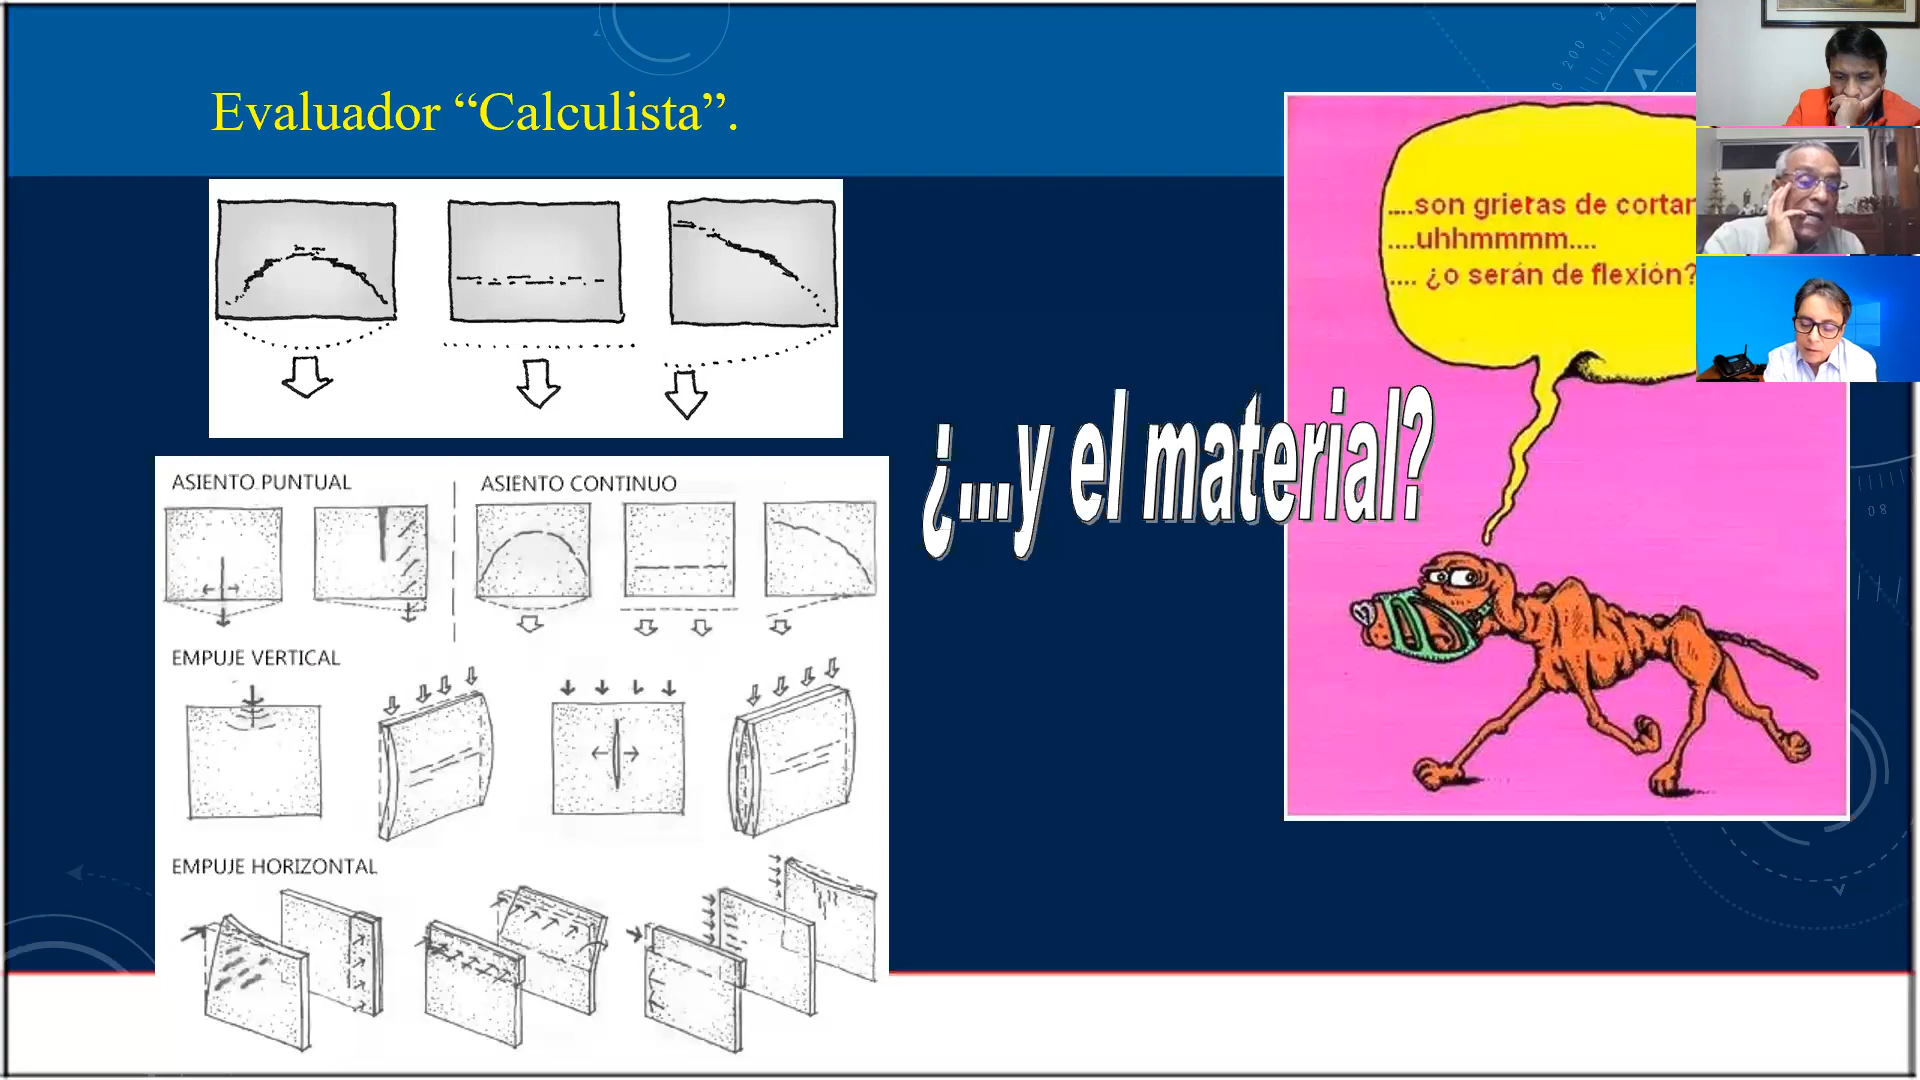 Evaluador “Calculista”.
....son grietas de cortan
....uhhmmmm....
.... ¿o serán de flexión?
¿...y el material?
ASIENTO PUNTUAL
ASIENTO CONTINUO
EMPUJE VERTICAL
EMPUJE HORIZONTAL